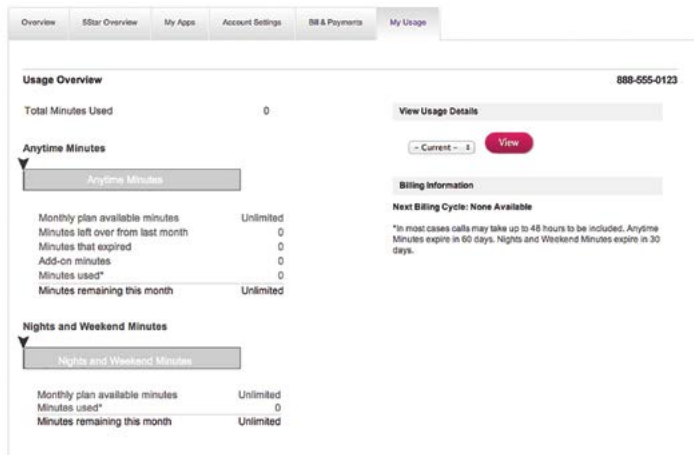 Overview 5Star Overview My Apps Account Settings Bill & Payments My Usage
Usage Overview 888-555-0123
Total Minutes Used 0
Anytime Minutes
Anytime Minutes
Monthly plan available minutes Unlimited
Minutes left over from last month 0
Minutes that expired 0
Add-on minutes 0
Minutes used* 0
Minutes remaining this month Unlimited
Nights and Weekend Minutes
Nights and Weekend Minutes
Monthly plan available minutes Unlimited
Minutes used* 0
Minutes remaining this month Unlimited
View Usage Details
- Current - View
Billing Information
Next Billing Cycle: None Available
*In most cases calls may take up to 48 hours to be included. Anytime
Minutes expire in 60 days. Nights and Weekend Minutes expire in 30
days.